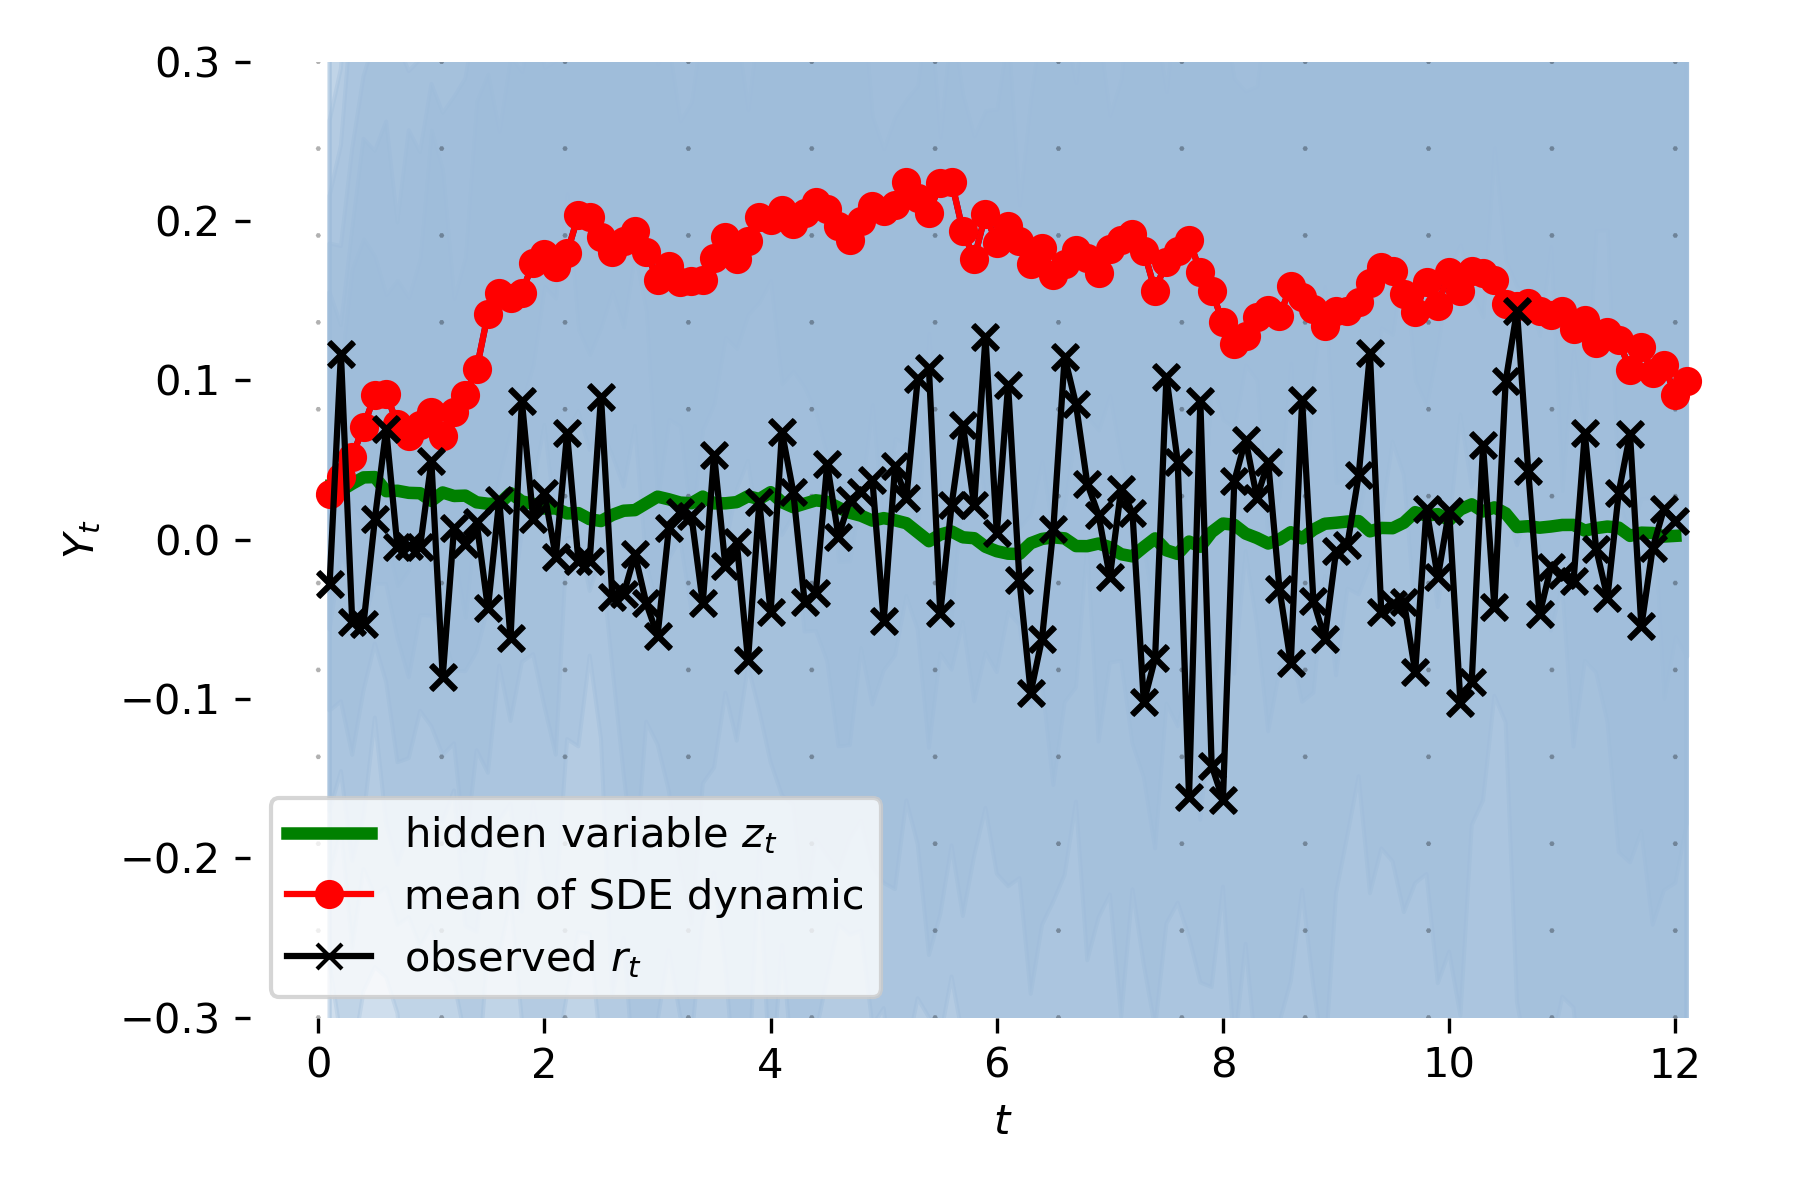 0.3
0.2
0.1
0.0
−0.1
−0.2
−0.3
Y_t
hidden variable z_t
mean of SDE dynamic
observed r_t
0 2 4 6 8 10 12
t